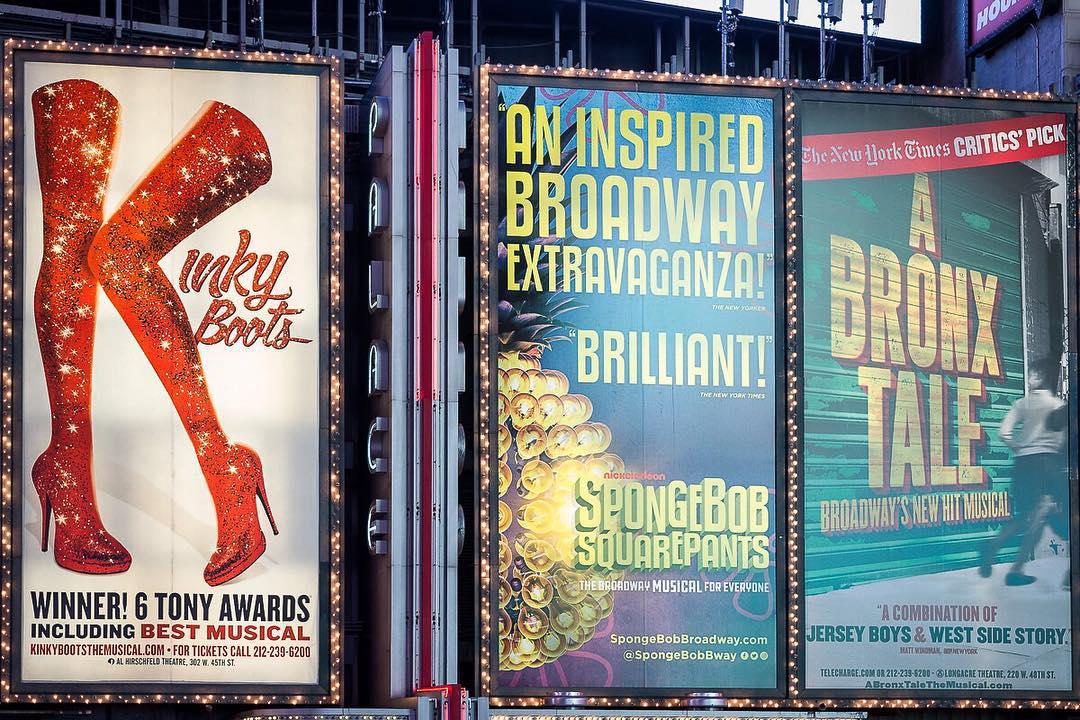 inky
Boots
WINNER! 6 TONY AWARDS
INCLUDING BEST MUSICAL
KINKYBOOTSTHEMUSICAL.COM • FOR TICKETS CALL 212-239-6200
AL HIRSCHFELD THEATRE, 302 W. 45TH ST.
PALACE
"AN INSPIRED
BROADWAY
EXTRAVAGANZA!"
THE NEW YORKER
"BRILLIANT!"
THE NEW YORK TIMES
nickelodeon
SPONGEBOB
SQUAREPANTS
THE BROADWAY MUSICAL FOR EVERYONE
SpongeBobBroadway.com
@SpongeBobBway
HOU
The New York Times CRITICS' PICK
A
BRONX
TALE
BROADWAY'S NEW HIT MUSICAL
"A COMBINATION OF
JERSEY BOYS & WEST SIDE STORY."
MATT WINDMAN, AMNEWYORK
TELECHARGE.COM OR 212-239-6200 • LONGACRE THEATRE, 220 W. 48TH ST.
ABronxTaleTheMusical.com